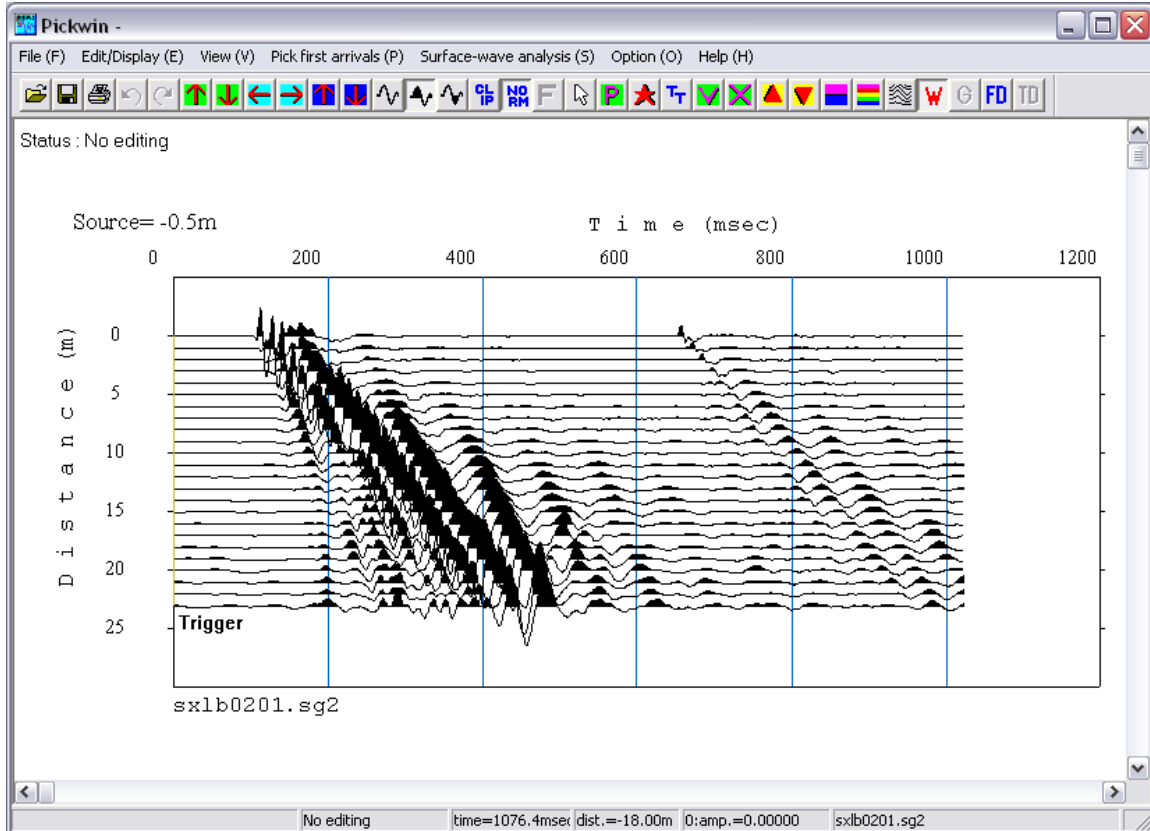 Pickwin -
File (F) Edit/Display (E) View (V) Pick first arrivals (P) Surface-wave analysis (S) Option (O) Help (H)
CL IP NO RM F P TT W G FD TD
Status : No editing
Source= -0.5m T i m e (msec)
0 200 400 600 800 1000 1200
D i s t a n c e (m)
0
5
10
15
20
25
Trigger
sxlb0201.sg2
No editing time=1076.4msec dist.=-18.00m 0:amp.=0.00000 sxlb0201.sg2